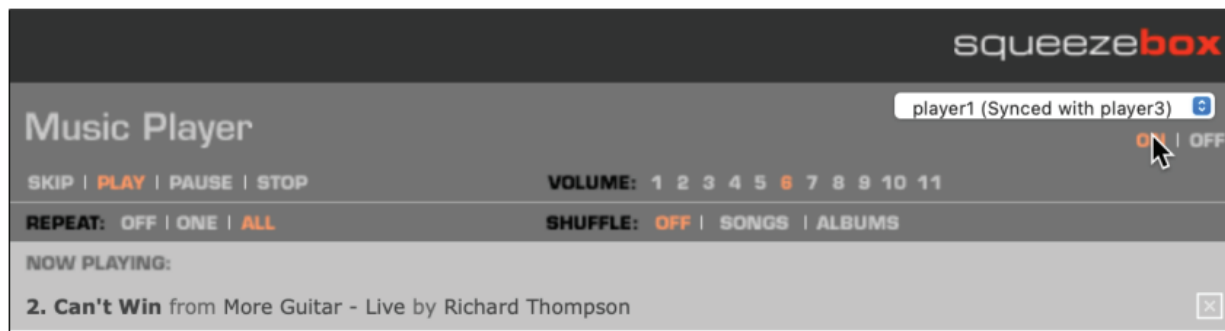 squeezebox
player1 (Synced with player3)
Music Player
ON | OFF
SKIP | PLAY | PAUSE | STOP VOLUME: 1 2 3 4 5 6 7 8 9 10 11
REPEAT: OFF | ONE | ALL SHUFFLE: OFF | SONGS | ALBUMS
NOW PLAYING:
2. Can't Win from More Guitar - Live by Richard Thompson